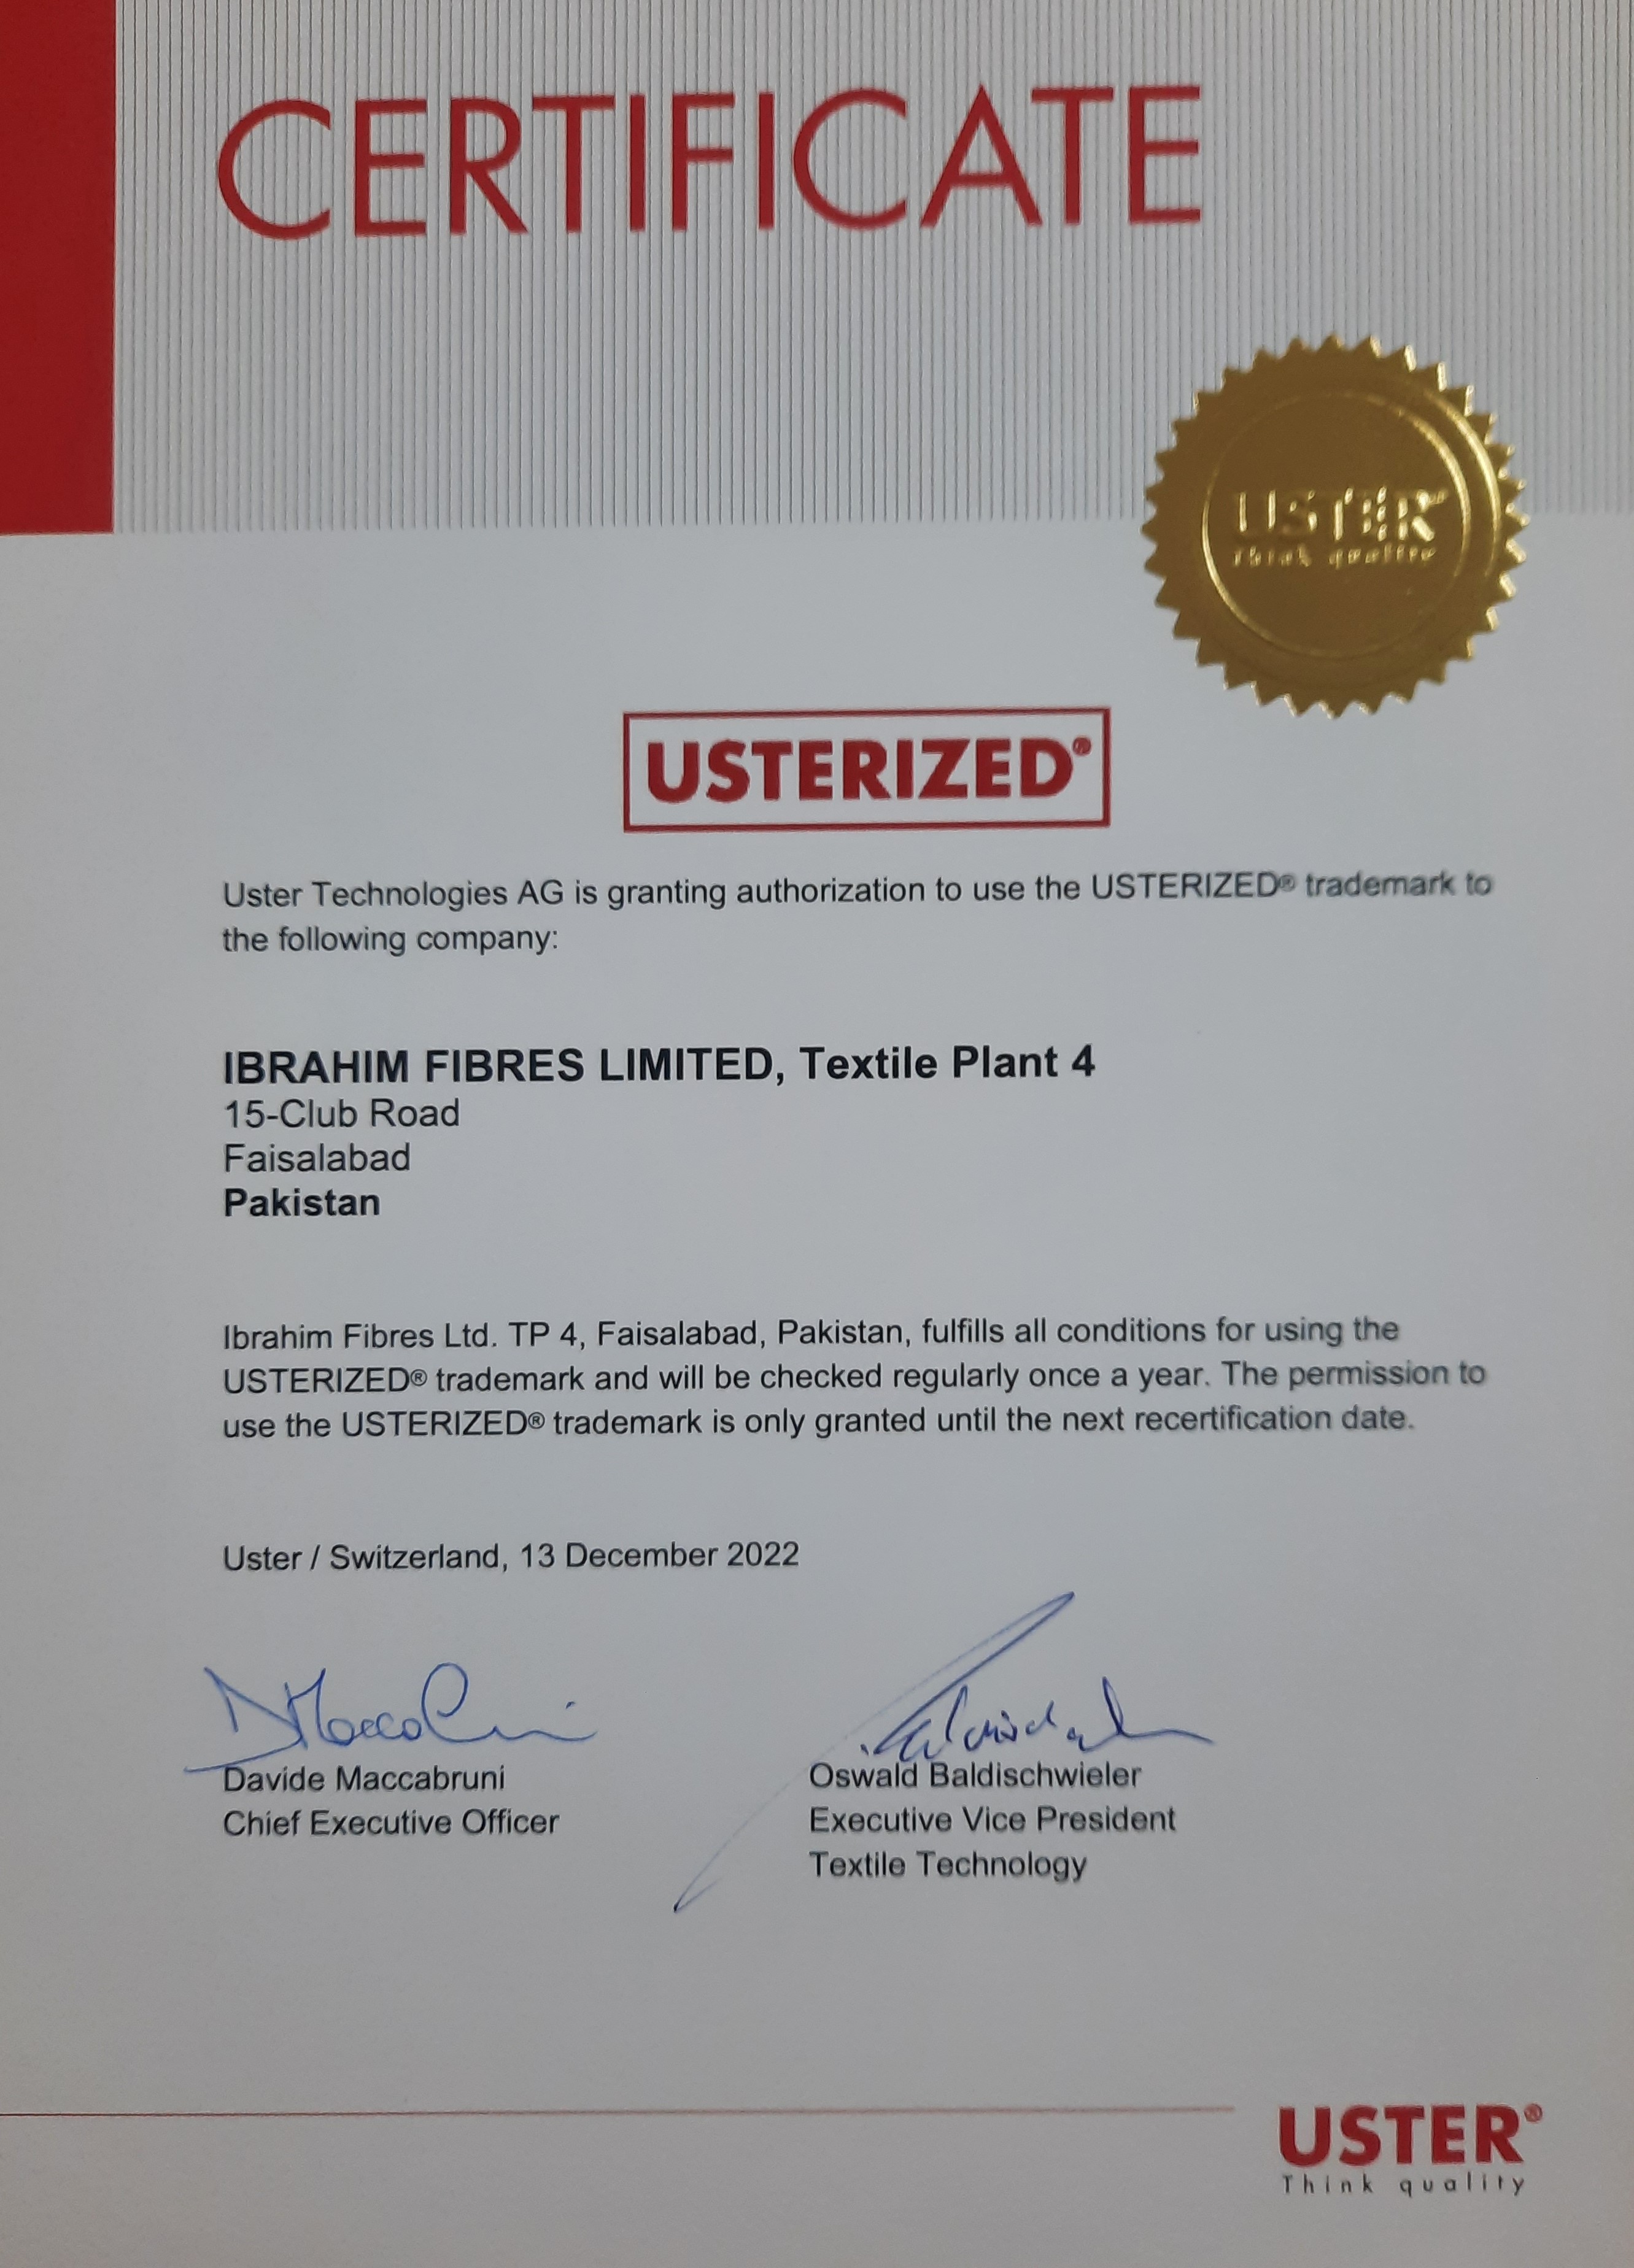 CERTIFICATE
USTER
Think quality
USTERIZED®
Uster Technologies AG is granting authorization to use the USTERIZED® trademark to
the following company:
IBRAHIM FIBRES LIMITED, Textile Plant 4
15-Club Road
Faisalabad
Pakistan
Ibrahim Fibres Ltd. TP 4, Faisalabad, Pakistan, fulfills all conditions for using the
USTERIZED® trademark and will be checked regularly once a year. The permission to
use the USTERIZED® trademark is only granted until the next recertification date.
Uster / Switzerland, 13 December 2022
Davide Maccabruni
Chief Executive Officer
Oswald Baldischwieler
Executive Vice President
Textile Technology
USTER®
Think quality